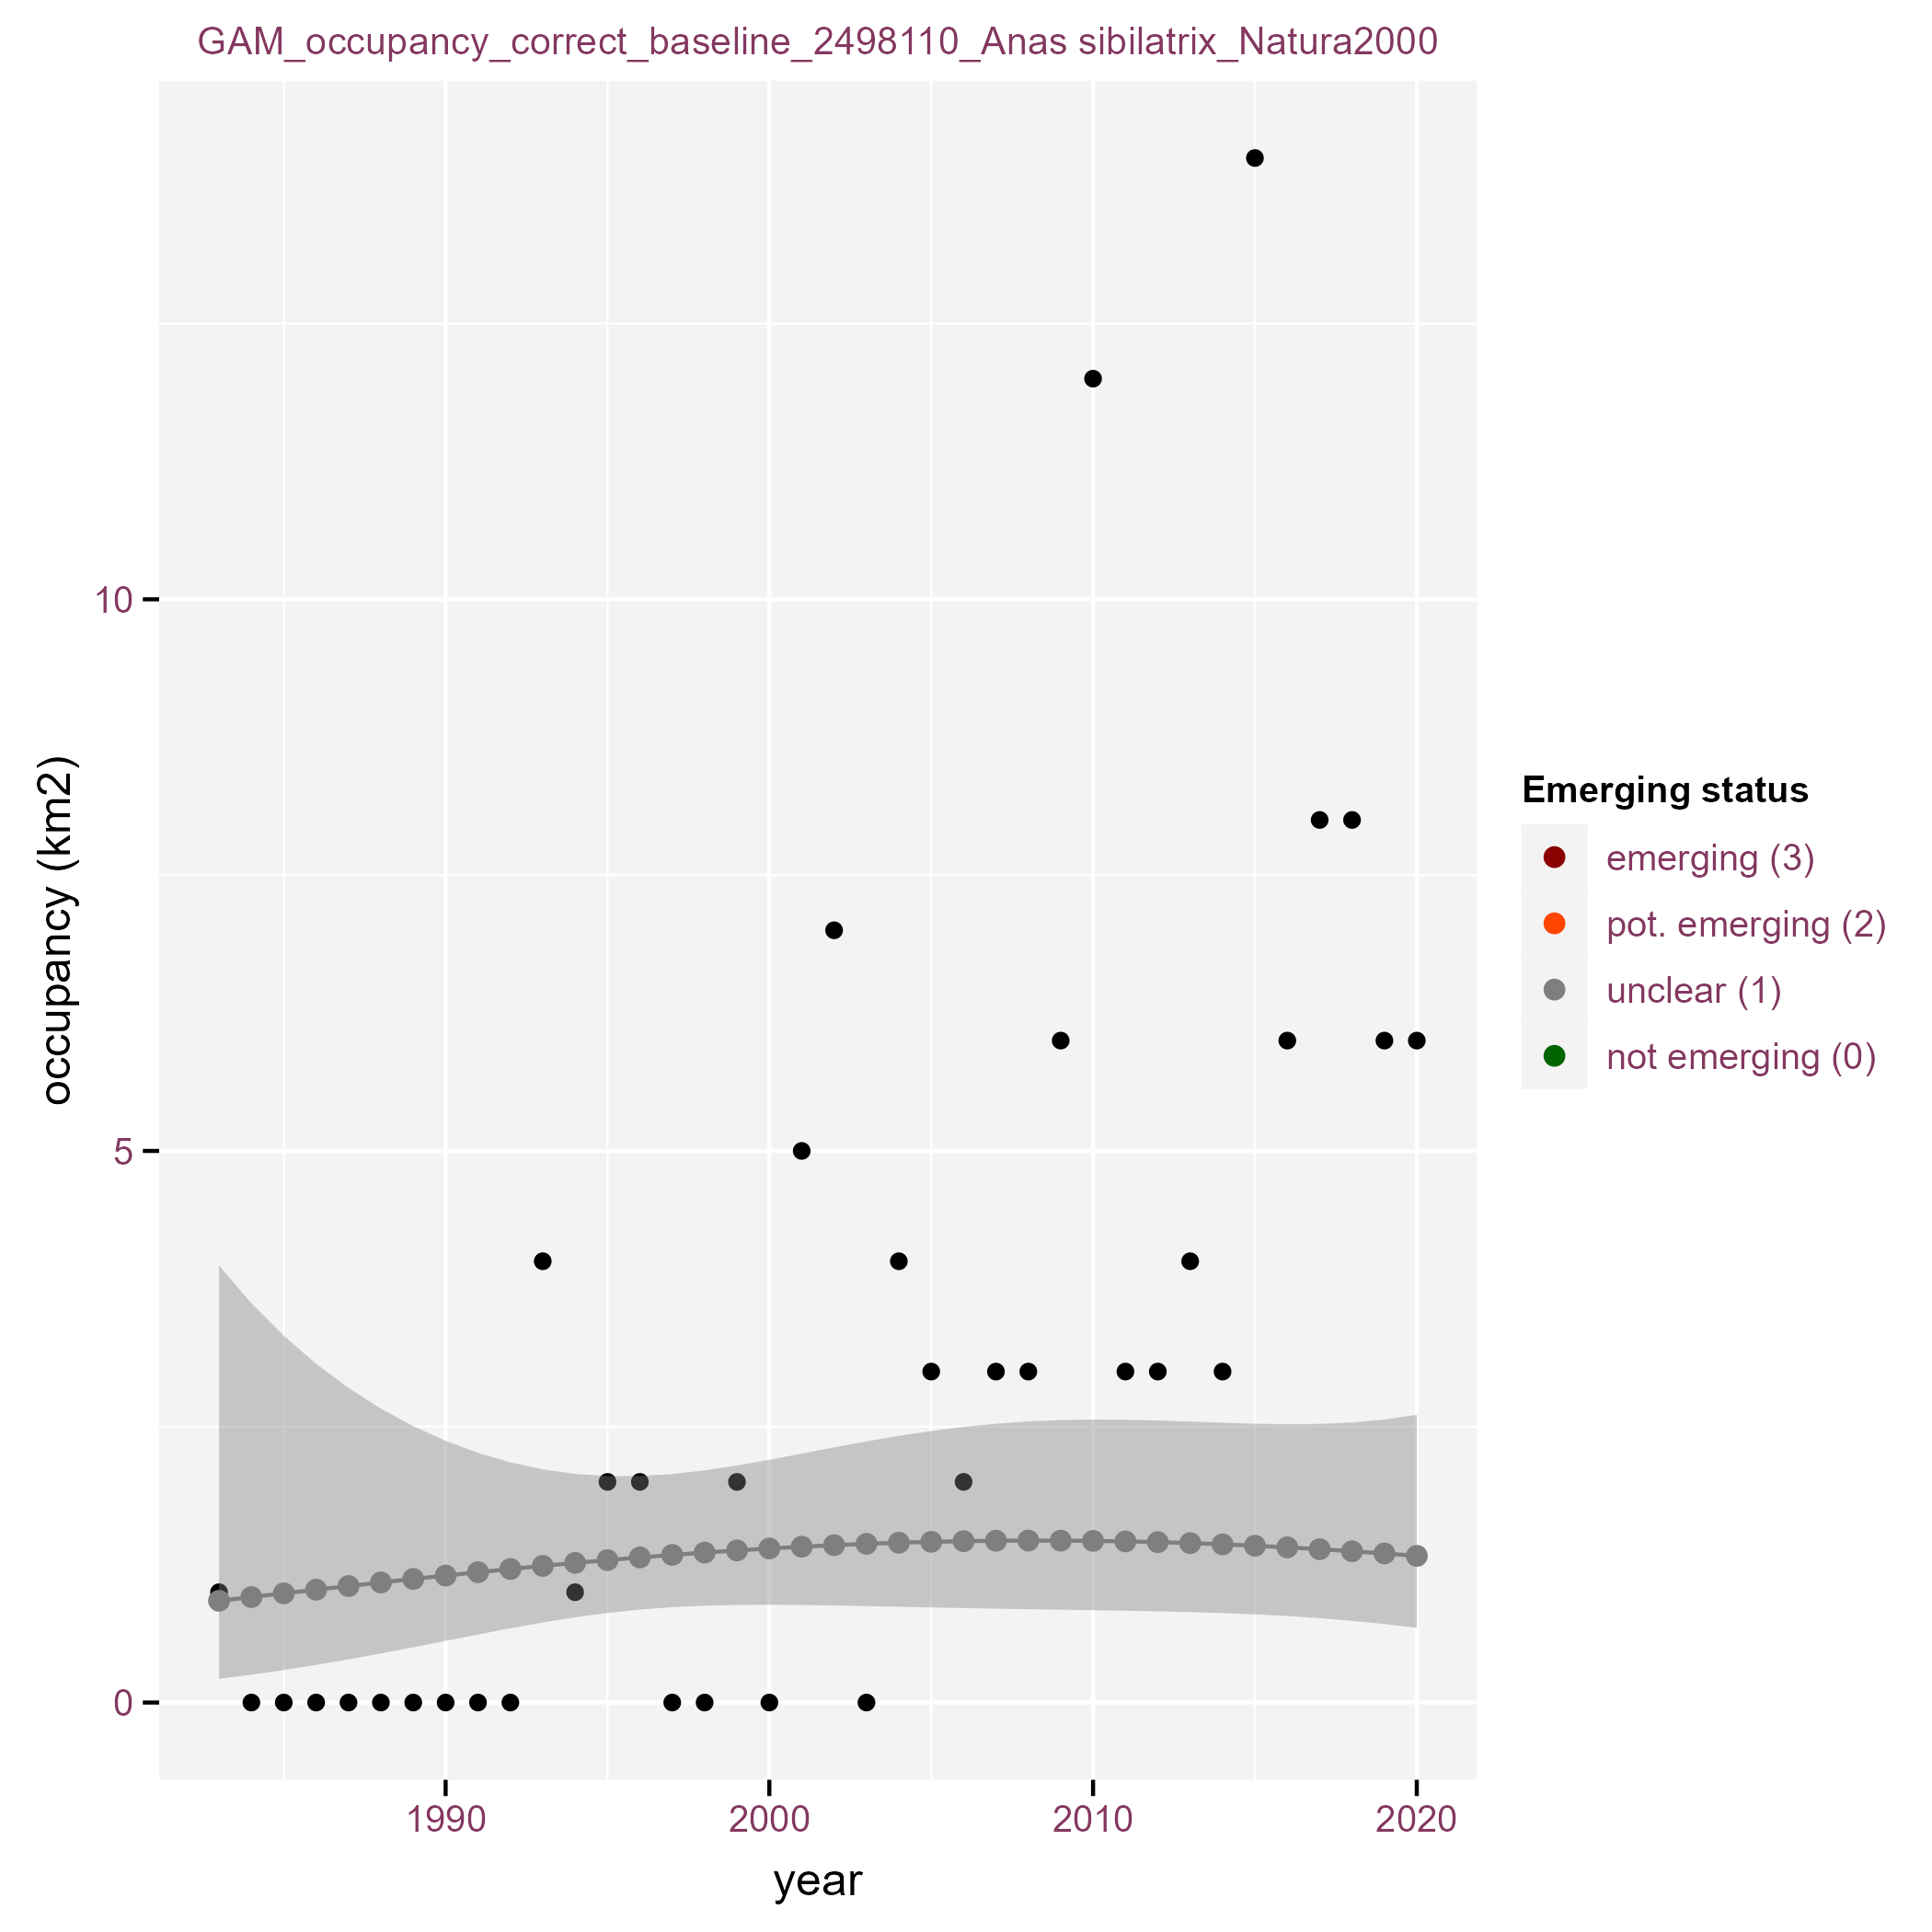 GAM_occupancy_correct_baseline_2498110_Anas sibilatrix_Natura2000
occupancy (km2)
10
5
0
1990
2000
2010
2020
year
Emerging status
emerging (3)
pot. emerging (2)
unclear (1)
not emerging (0)